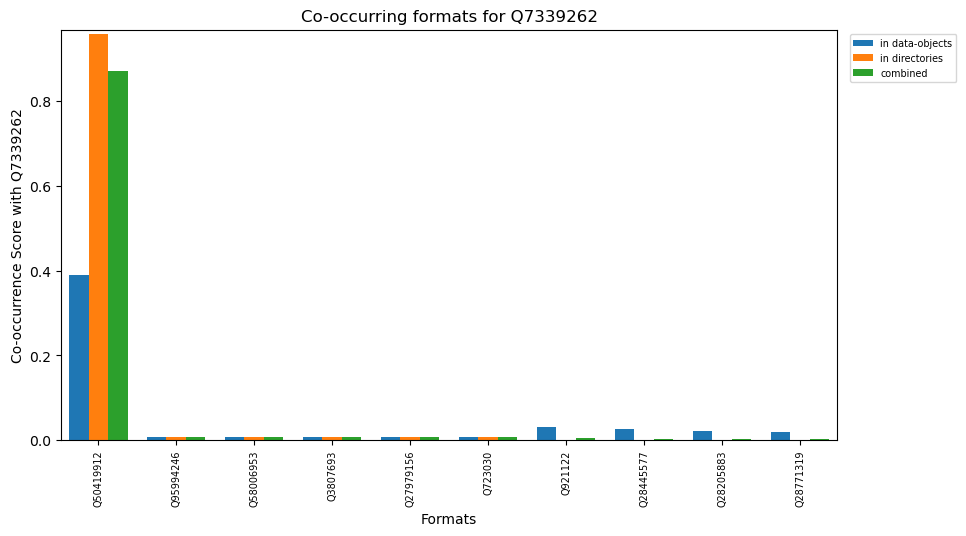 Co-occurring formats for Q7339262
in data-objects
in directories
combined
Co-occurrence Score with Q7339262
0.8
0.6
0.4
0.2
0.0
Q50419912
Q95994246
Q58006953
Q3807693
Q27979156
Q723030
Q921122
Q28445577
Q28205883
Q28771319
Formats